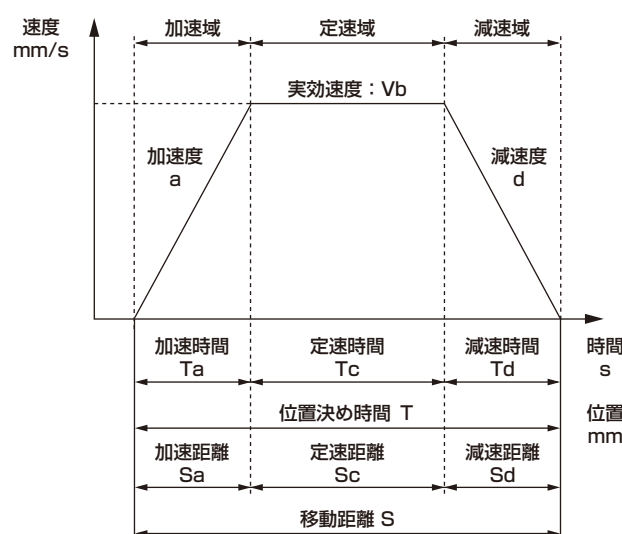 速度
mm/s
加速域
定速域
減速域
実効速度：Vb
加速度
a
減速度
d
加速時間
Ta
定速時間
Tc
減速時間
Td
時間
s
位置決め時間 T
位置
mm
加速距離
Sa
定速距離
Sc
減速距離
Sd
移動距離 S